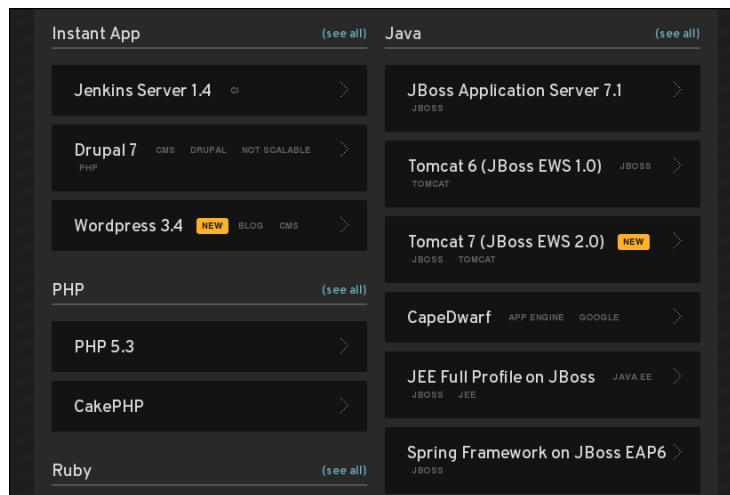 Instant App (see all)
Jenkins Server 1.4 CI
Drupal 7 CMS DRUPAL NOT SCALABLE
PHP
Wordpress 3.4 NEW BLOG CMS
PHP (see all)
PHP 5.3
CakePHP
Ruby (see all)
Java (see all)
JBoss Application Server 7.1
JBOSS
Tomcat 6 (JBoss EWS 1.0) JBOSS
TOMCAT
Tomcat 7 (JBoss EWS 2.0) NEW
JBOSS TOMCAT
CapeDwarf APP ENGINE GOOGLE
JEE Full Profile on JBoss JAVA EE
JBOSS JEE
Spring Framework on JBoss EAP6
JBOSS